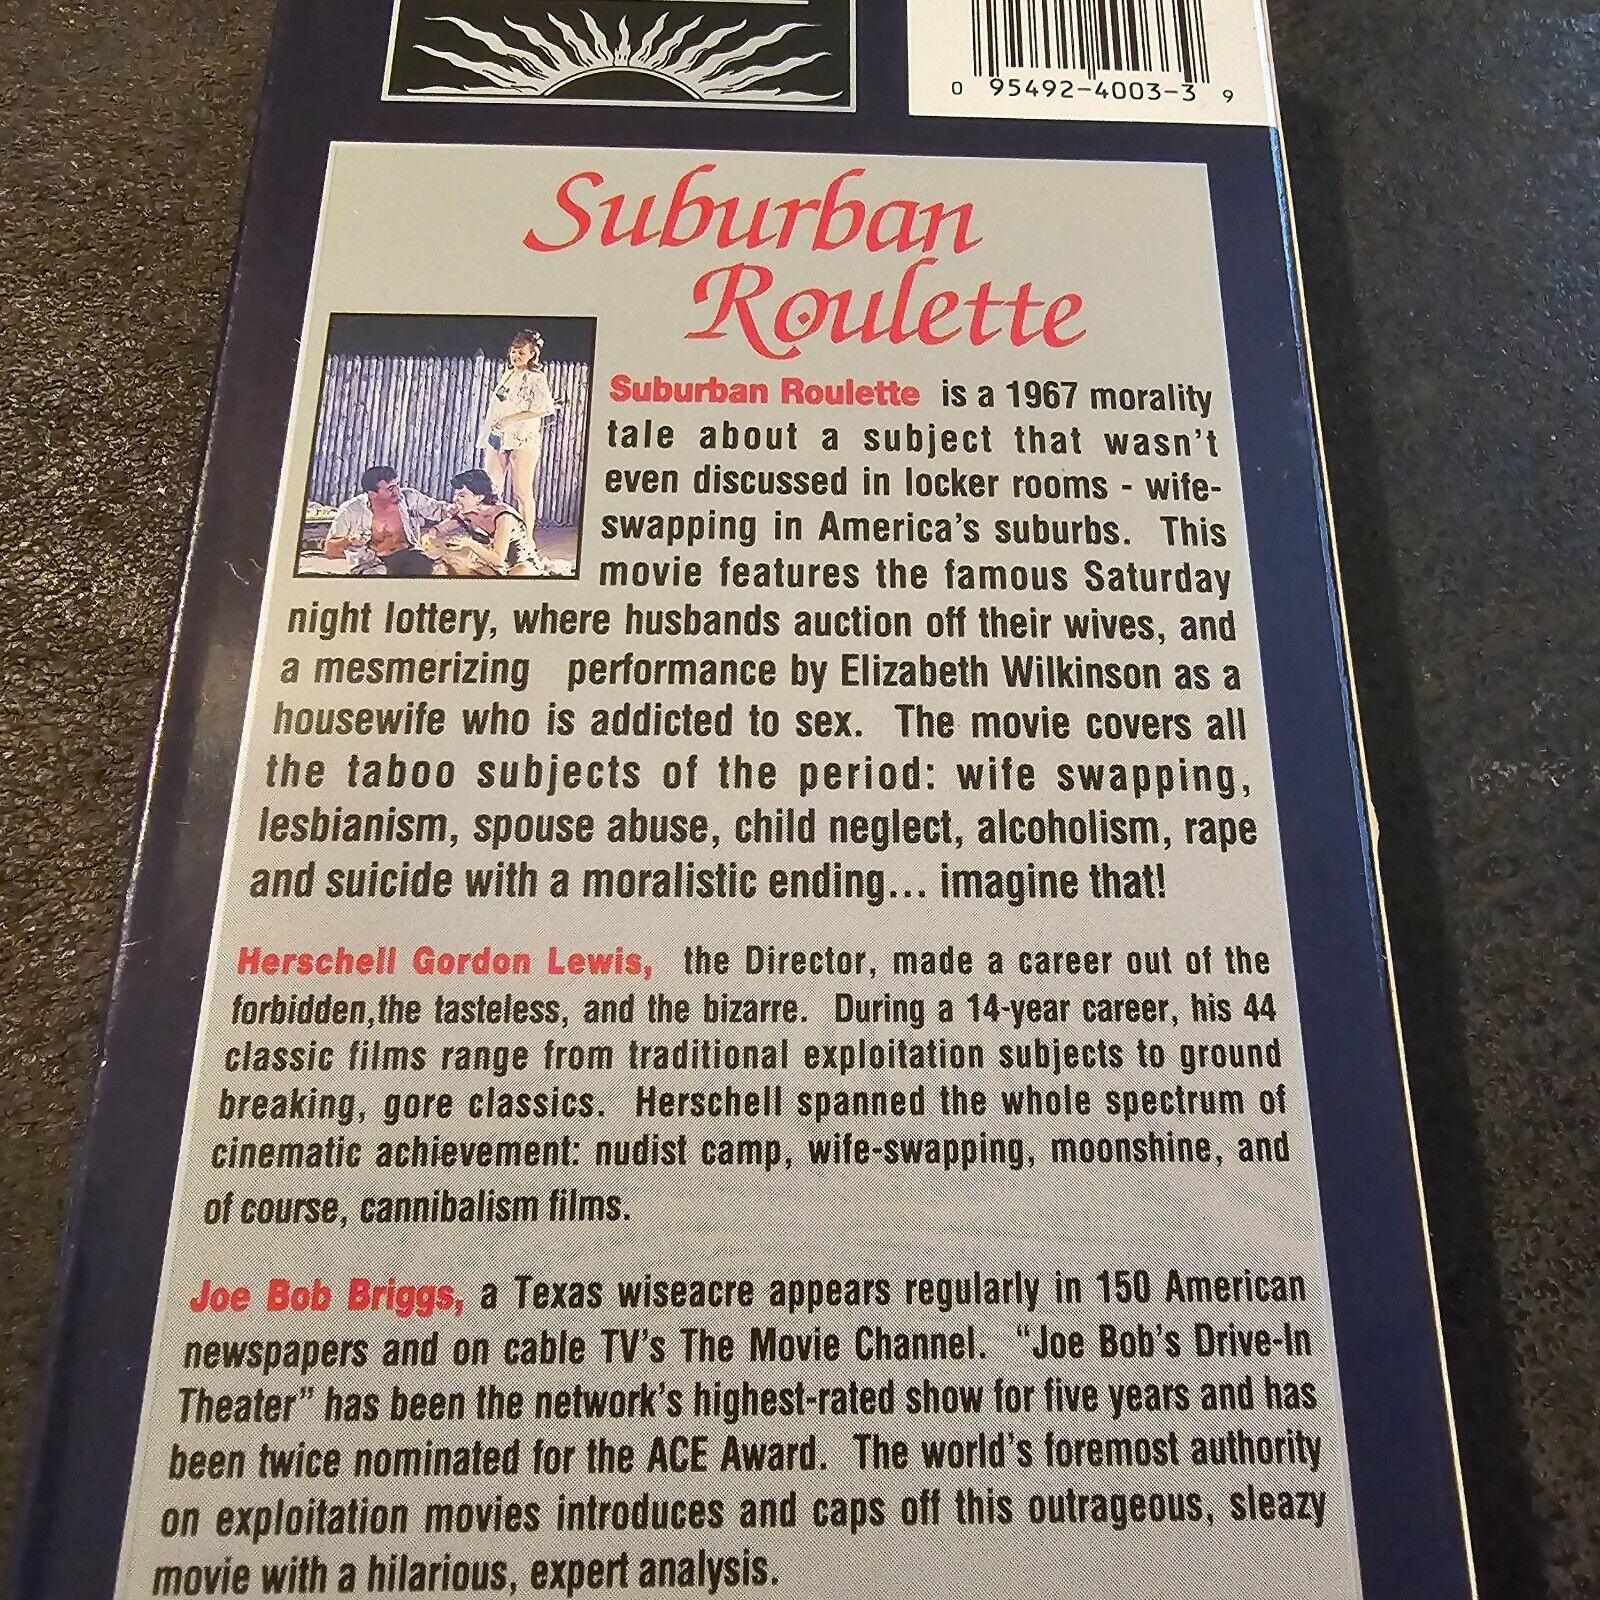 0 95492-4003-3 9
Suburban
Roulette
Suburban Roulette is a 1967 morality
tale about a subject that wasn't
even discussed in locker rooms - wife-
swapping in America's suburbs. This
movie features the famous Saturday
night lottery, where husbands auction off their wives, and
a mesmerizing performance by Elizabeth Wilkinson as a
housewife who is addicted to sex. The movie covers all
the taboo subjects of the period: wife swapping,
lesbianism, spouse abuse, child neglect, alcoholism, rape
and suicide with a moralistic ending... imagine that!
Herschell Gordon Lewis, the Director, made a career out of the
forbidden,the tasteless, and the bizarre. During a 14-year career, his 44
classic films range from traditional exploitation subjects to ground
breaking, gore classics. Herschell spanned the whole spectrum of
cinematic achievement: nudist camp, wife-swapping, moonshine, and
of course, cannibalism films.
Joe Bob Briggs, a Texas wiseacre appears regularly in 150 American
newspapers and on cable TV's The Movie Channel. "Joe Bob's Drive-In
Theater" has been the network's highest-rated show for five years and has
been twice nominated for the ACE Award. The world's foremost authority
on exploitation movies introduces and caps off this outrageous, sleazy
movie with a hilarious, expert analysis.